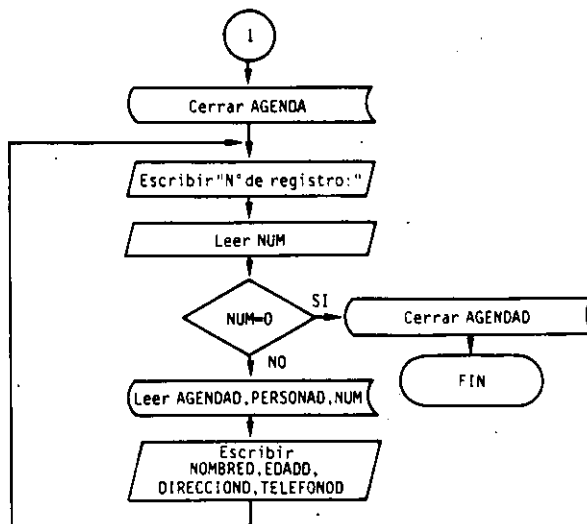 1
Cerrar AGENDA
Escribir"N° de registro:"
Leer NUM
NUM=0
SI
Cerrar AGENDAD
FIN
NO
Leer AGENDAD,PERSONAD,NUM
Escribir
NOMBRED,EDADD,
DIRECCIOND,TELEFONOD